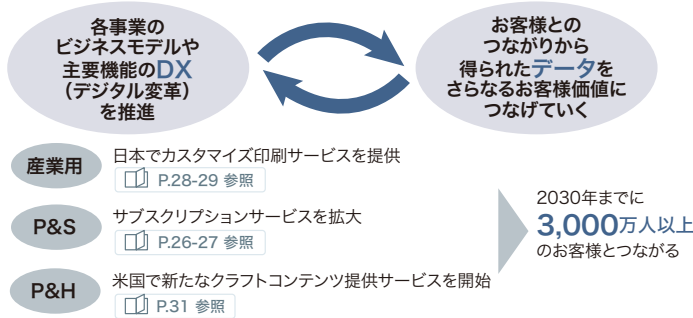 各事業の
ビジネスモデルや
主要機能のDX
（デジタル変革）
を推進
お客様との
つながりから
得られたデータを
さらなるお客様価値に
つなげていく
産業用
日本でカスタマイズ印刷サービスを提供
P.28-29 参照
P&S
サブスクリプションサービスを拡大
P.26-27 参照
P&H
米国で新たなクラフトコンテンツ提供サービスを開始
P.31 参照
2030年までに
3,000万人以上
のお客様とつながる